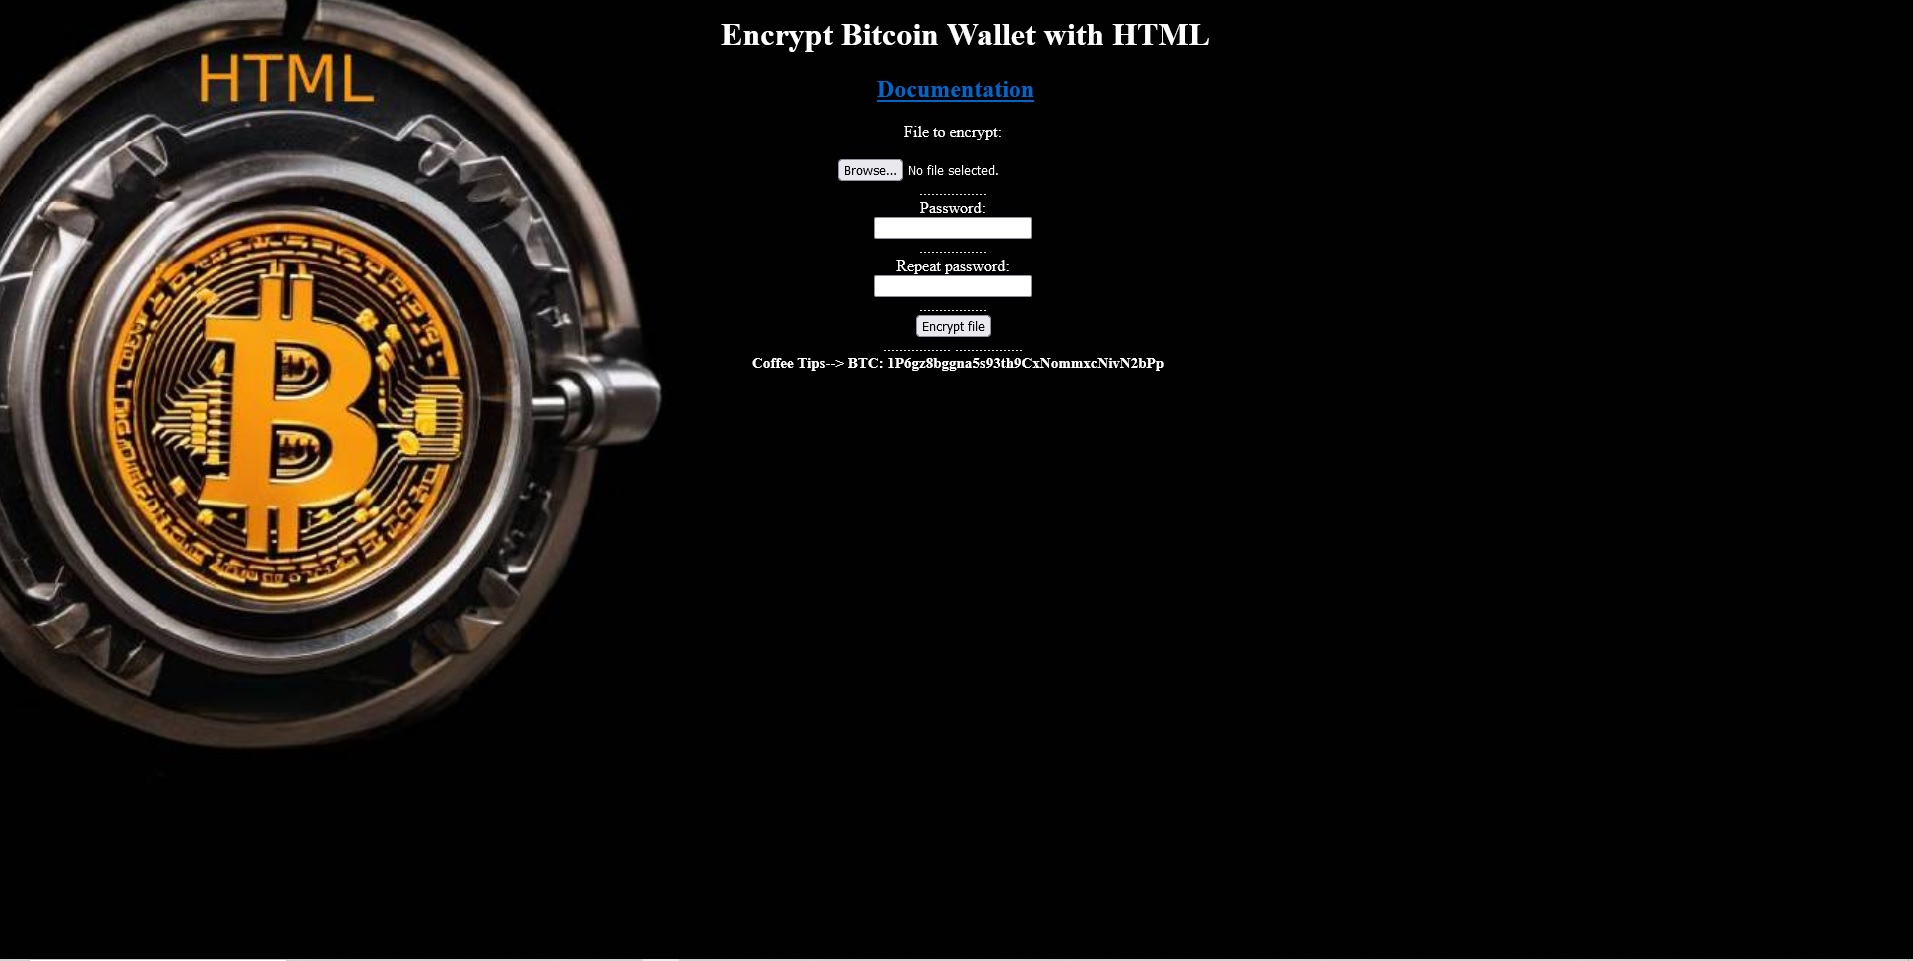 HTML
Encrypt Bitcoin Wallet with HTML
Documentation
File to encrypt:
Browse... No file selected.
.................
Password:
.................
Repeat password:
.................
Encrypt file
................. .................
Coffee Tips--> BTC: 1P6gz8bggna5s93th9CxNommxcNivN2bPp